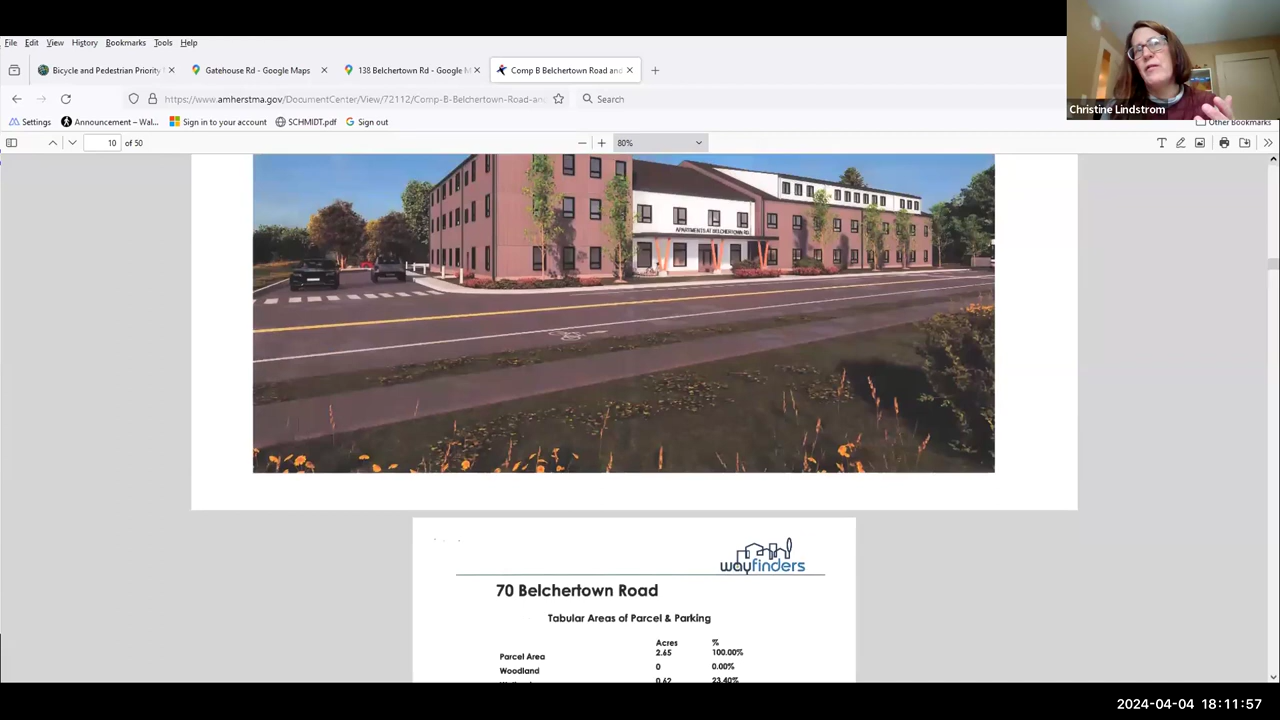 File Edit View History Bookmarks Tools Help
Bicycle and Pedestrian Priority
Gatehouse Rd - Google Maps
138 Belchertown Rd - Google M
Comp B Belchertown Road and
https://www.amherstma.gov/DocumentCenter/View/72112/Comp-B-Belchertown-Road-an
Search
Christine Lindstrom
Settings Announcement – Wal... Sign in to your account SCHMIDT.pdf Sign out Other Bookmarks
10 of 50
80%
APARTMENTS AT BELCHERTOWN RD
wayfinders
70 Belchertown Road
Tabular Areas of Parcel & Parking
Acres %
Parcel Area 2.65 100.00%
Woodland 0 0.00%
0.62 23.40%
2024-04-04 18:11:57